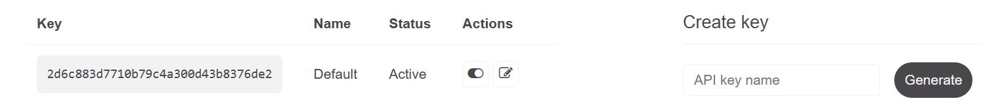 Key Name Status Actions
2d6c883d7710b79c4a300d43b8376de2 Default Active
Create key
API key name Generate